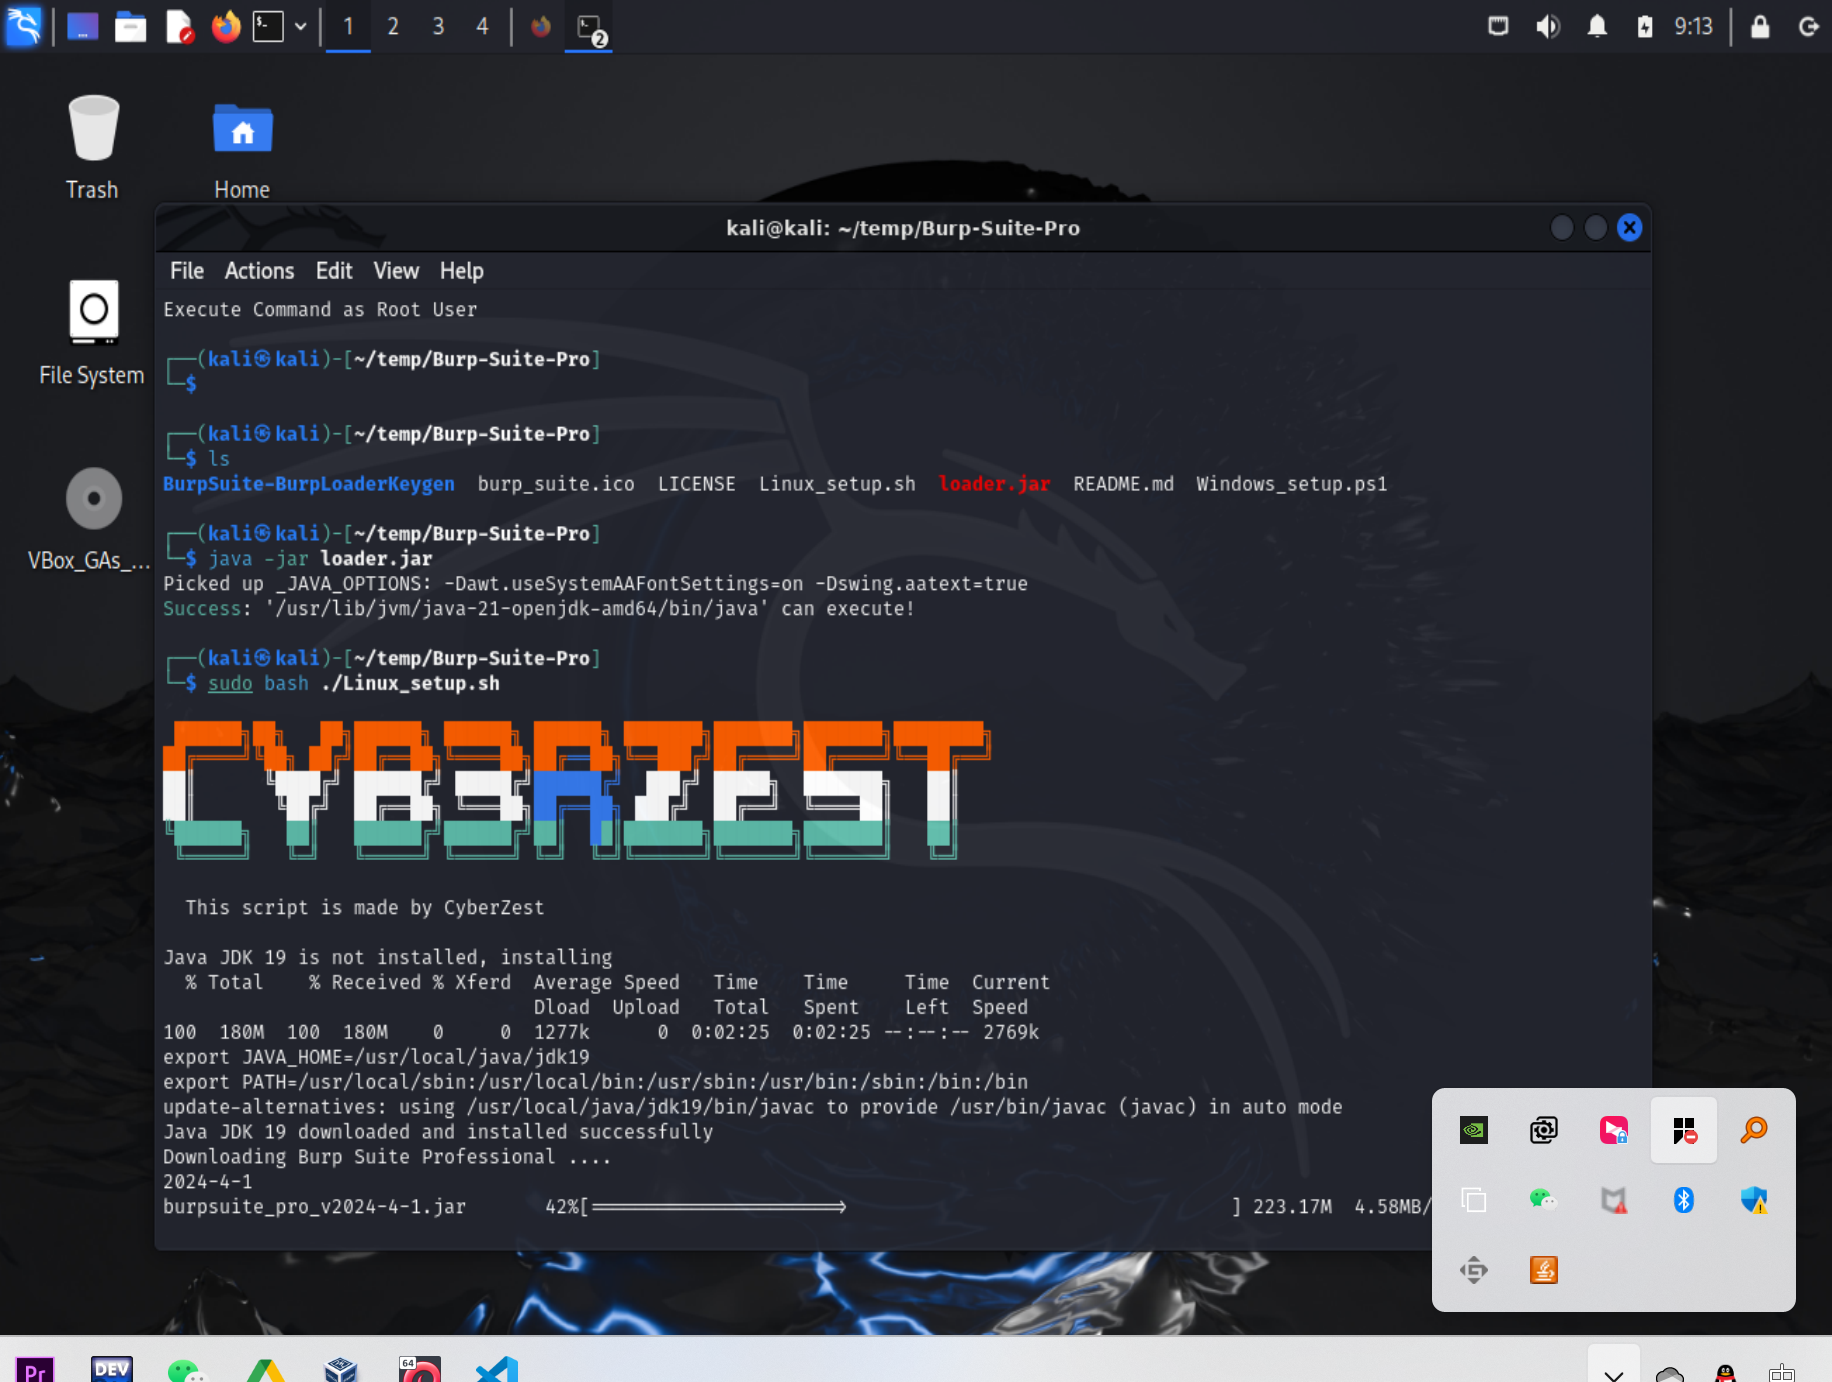 1 2 3 4
2
9:13
Trash
Home
File System
VBox_GAs_...
kali@kali: ~/temp/Burp-Suite-Pro
File Actions Edit View Help
Execute Command as Root User
┌──(kali㉿kali)-[~/temp/Burp-Suite-Pro]
└─$
┌──(kali㉿kali)-[~/temp/Burp-Suite-Pro]
└─$ ls
BurpSuite-BurpLoaderKeygen burp_suite.ico LICENSE Linux_setup.sh loader.jar README.md Windows_setup.ps1
┌──(kali㉿kali)-[~/temp/Burp-Suite-Pro]
└─$ java -jar loader.jar
Picked up _JAVA_OPTIONS: -Dawt.useSystemAAFontSettings=on -Dswing.aatext=true
Success: '/usr/lib/jvm/java-21-openjdk-amd64/bin/java' can execute!
┌──(kali㉿kali)-[~/temp/Burp-Suite-Pro]
└─$ sudo bash ./Linux_setup.sh
CYB3RZEST
This script is made by CyberZest
Java JDK 19 is not installed, installing
% Total % Received % Xferd Average Speed Time Time Time Current
Dload Upload Total Spent Left Speed
100 180M 100 180M 0 0 1277k 0 0:02:25 0:02:25 --:--:-- 2769k
export JAVA_HOME=/usr/local/java/jdk19
export PATH=/usr/local/sbin:/usr/local/bin:/usr/sbin:/usr/bin:/sbin:/bin:/bin
update-alternatives: using /usr/local/java/jdk19/bin/javac to provide /usr/bin/javac (javac) in auto mode
Java JDK 19 downloaded and installed successfully
Downloading Burp Suite Professional ....
2024-4-1
burpsuite_pro_v2024-4-1.jar 42%[======================> ] 223.17M 4.58MB/
Pr
DEV
64